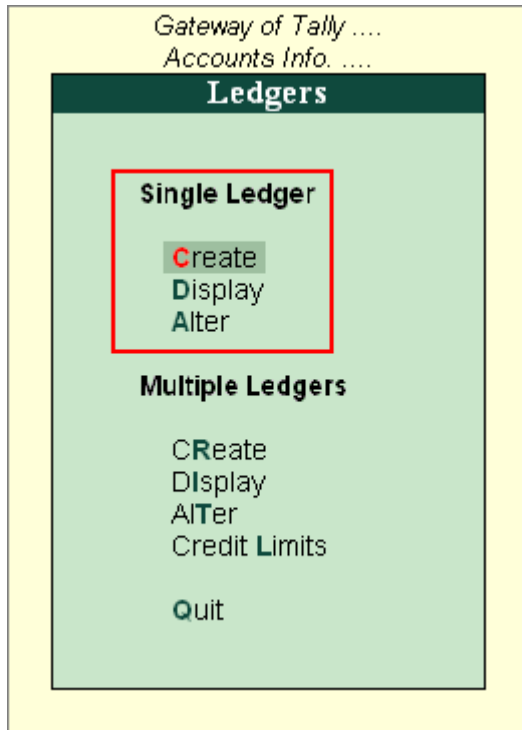 Gateway of Tally ....
Accounts Info. ....
Ledgers
Single Ledger
Create
Display
Alter
Multiple Ledgers
CReate
DIsplay
AlTer
Credit Limits
Quit